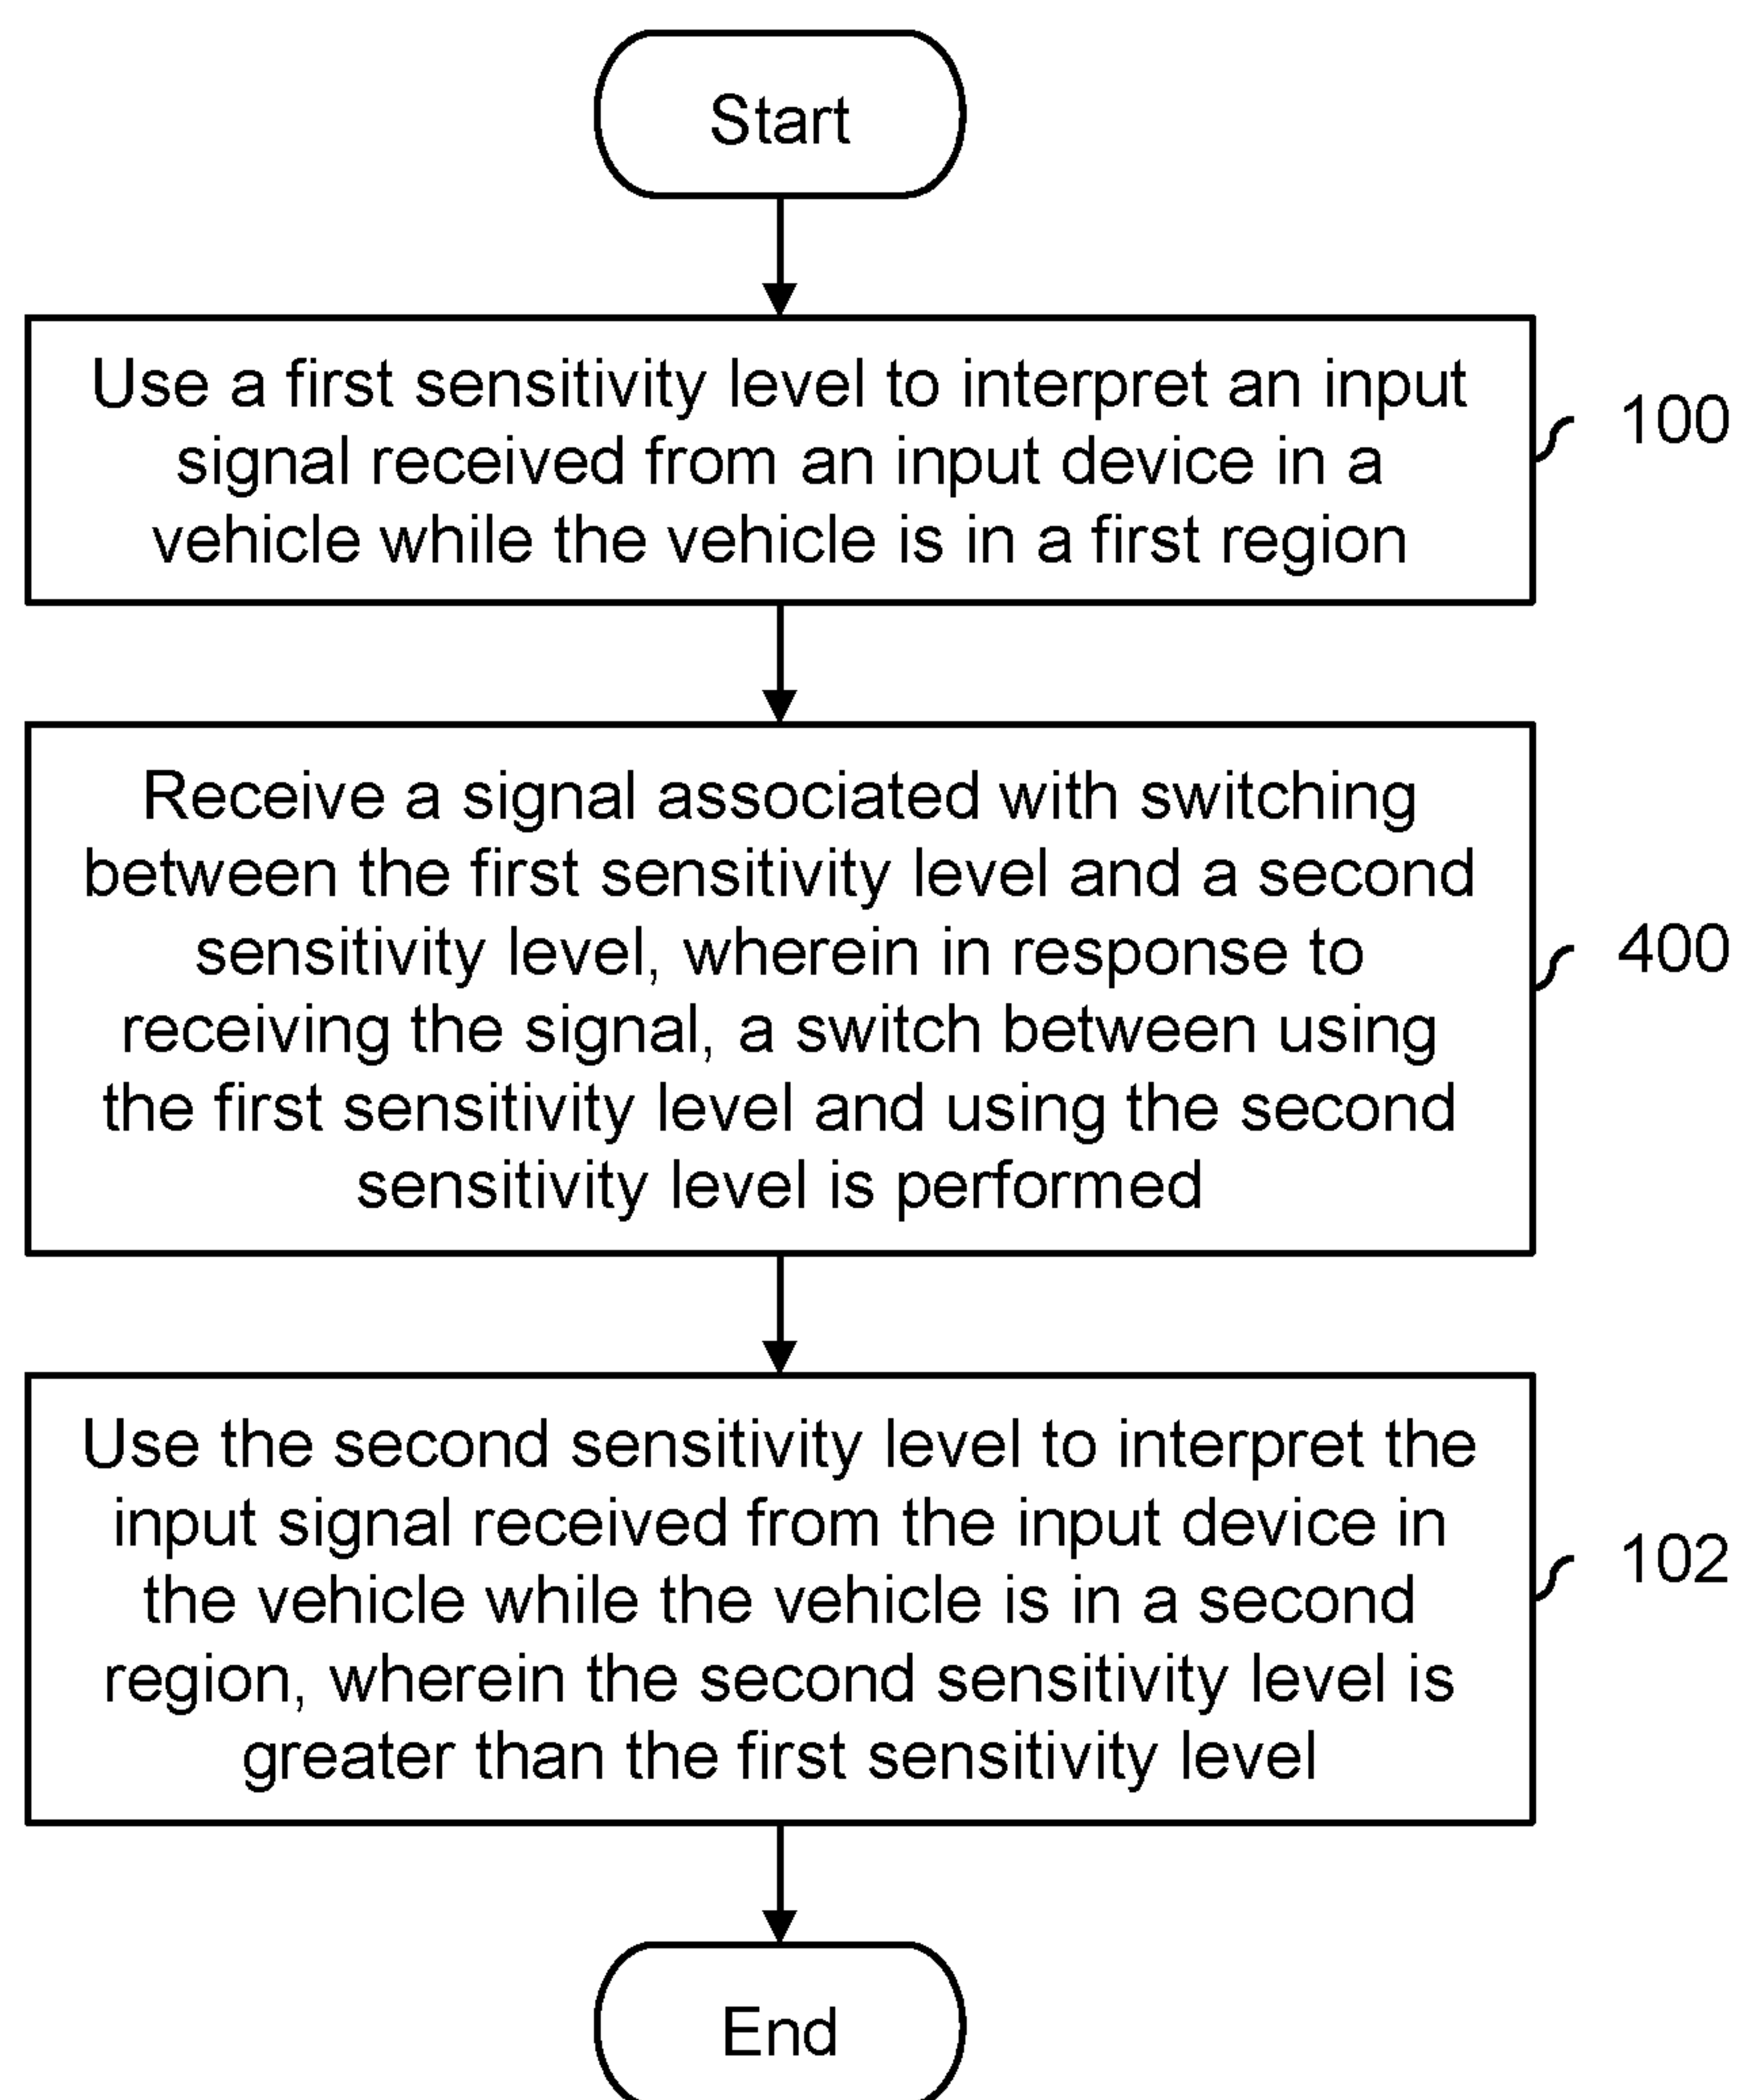 Start
Use a first sensitivity level to interpret an input
signal received from an input device in a
vehicle while the vehicle is in a first region
100
Receive a signal associated with switching
between the first sensitivity level and a second
sensitivity level, wherein in response to
receiving the signal, a switch between using
the first sensitivity level and using the second
sensitivity level is performed
400
Use the second sensitivity level to interpret the
input signal received from the input device in
the vehicle while the vehicle is in a second
region, wherein the second sensitivity level is
greater than the first sensitivity level
102
End